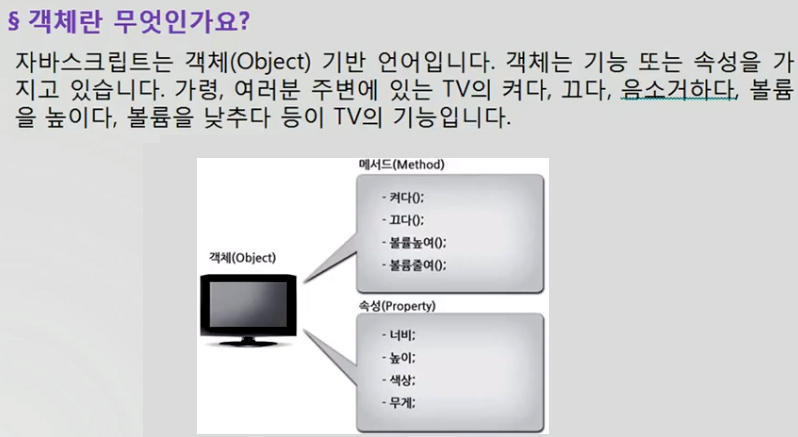 § 객체란 무엇인가요?
자바스크립트는 객체(Object) 기반 언어입니다. 객체는 기능 또는 속성을 가
지고 있습니다. 가령, 여러분 주변에 있는 TV의 켜다, 끄다, 음소거하다, 볼륨
을 높이다, 볼륨을 낮추다 등이 TV의 기능입니다.
메서드(Method)
- 켜다();
- 끄다();
- 볼륨높여();
- 볼륨줄여();
객체(Object)
속성(Property)
- 너비;
- 높이;
- 색상;
- 무게;